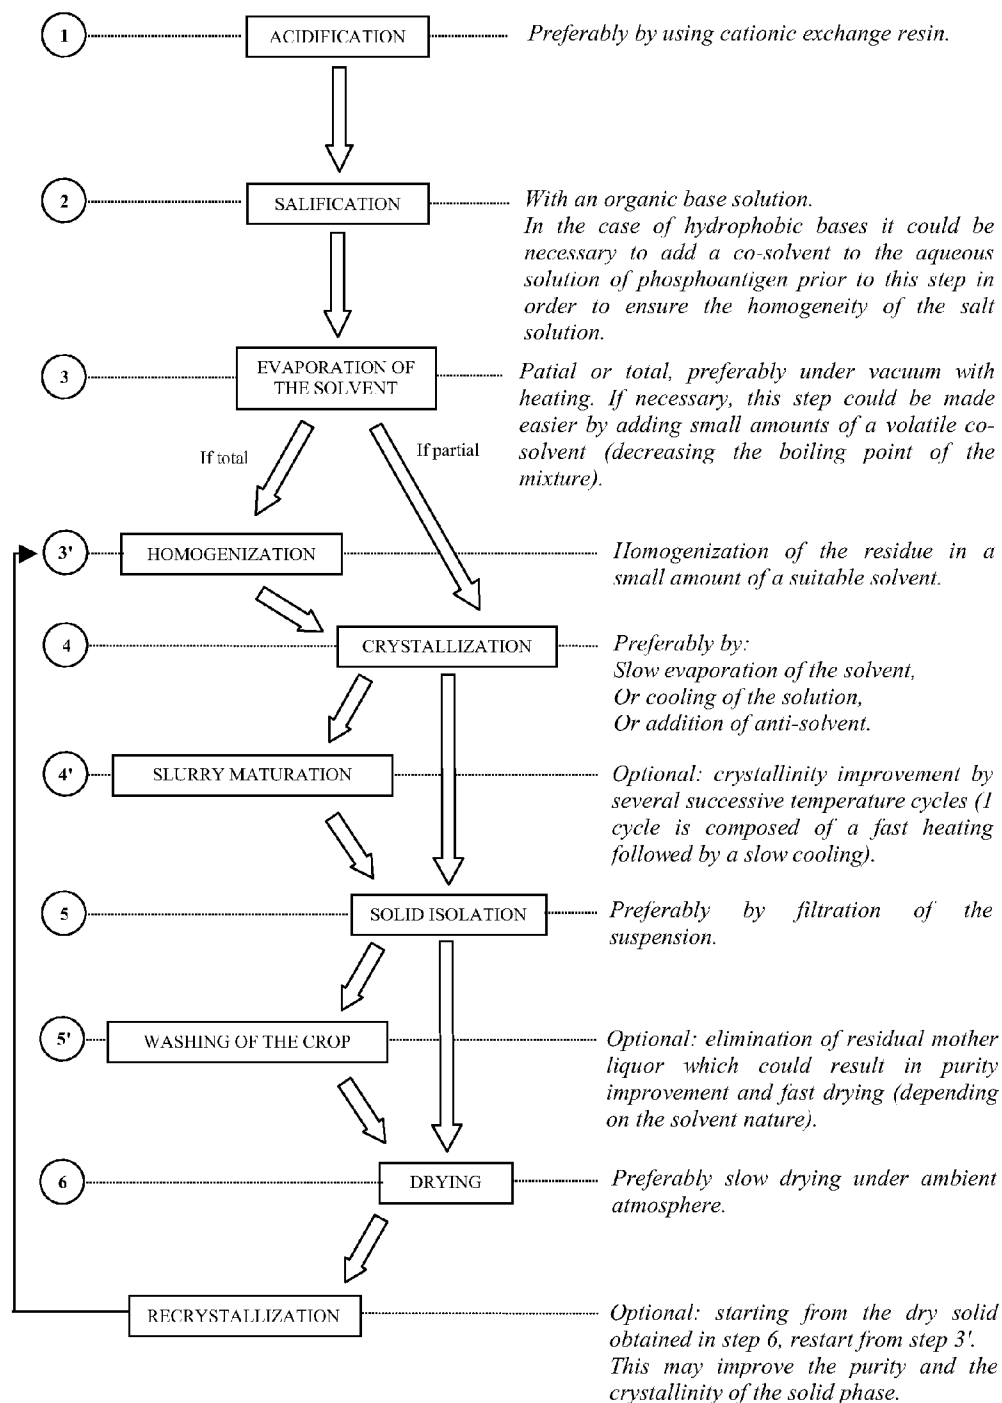 1
ACIDIFICATION
Preferably by using cationic exchange resin.
2
SALIFICATION
With an organic base solution.
In the case of hydrophobic bases it could be
necessary to add a co-solvent to the aqueous
solution of phosphoantigen prior to this step in
order to ensure the homogeneity of the salt
solution.
3
EVAPORATION OF
THE SOLVENT
Patial or total, preferably under vacuum with
heating. If necessary, this step could be made
easier by adding small amounts of a volatile co-
solvent (decreasing the boiling point of the
mixture).
If total
If partial
3'
HOMOGENIZATION
Homogenization of the residue in a
small amount of a suitable solvent.
4
CRYSTALLIZATION
Preferably by:
Slow evaporation of the solvent,
Or cooling of the solution,
Or addition of anti-solvent.
4'
SLURRY MATURATION
Optional: crystallinity improvement by
several successive temperature cycles (1
cycle is composed of a fast heating
followed by a slow cooling).
5
SOLID ISOLATION
Preferably by filtration of the
suspension.
5'
WASHING OF THE CROP
Optional: elimination of residual mother
liquor which could result in purity
improvement and fast drying (depending
on the solvent nature).
6
DRYING
Preferably slow drying under ambient
atmosphere.
RECRYSTALLIZATION
Optional: starting from the dry solid
obtained in step 6, restart from step 3'.
This may improve the purity and the
crystallinity of the solid phase.